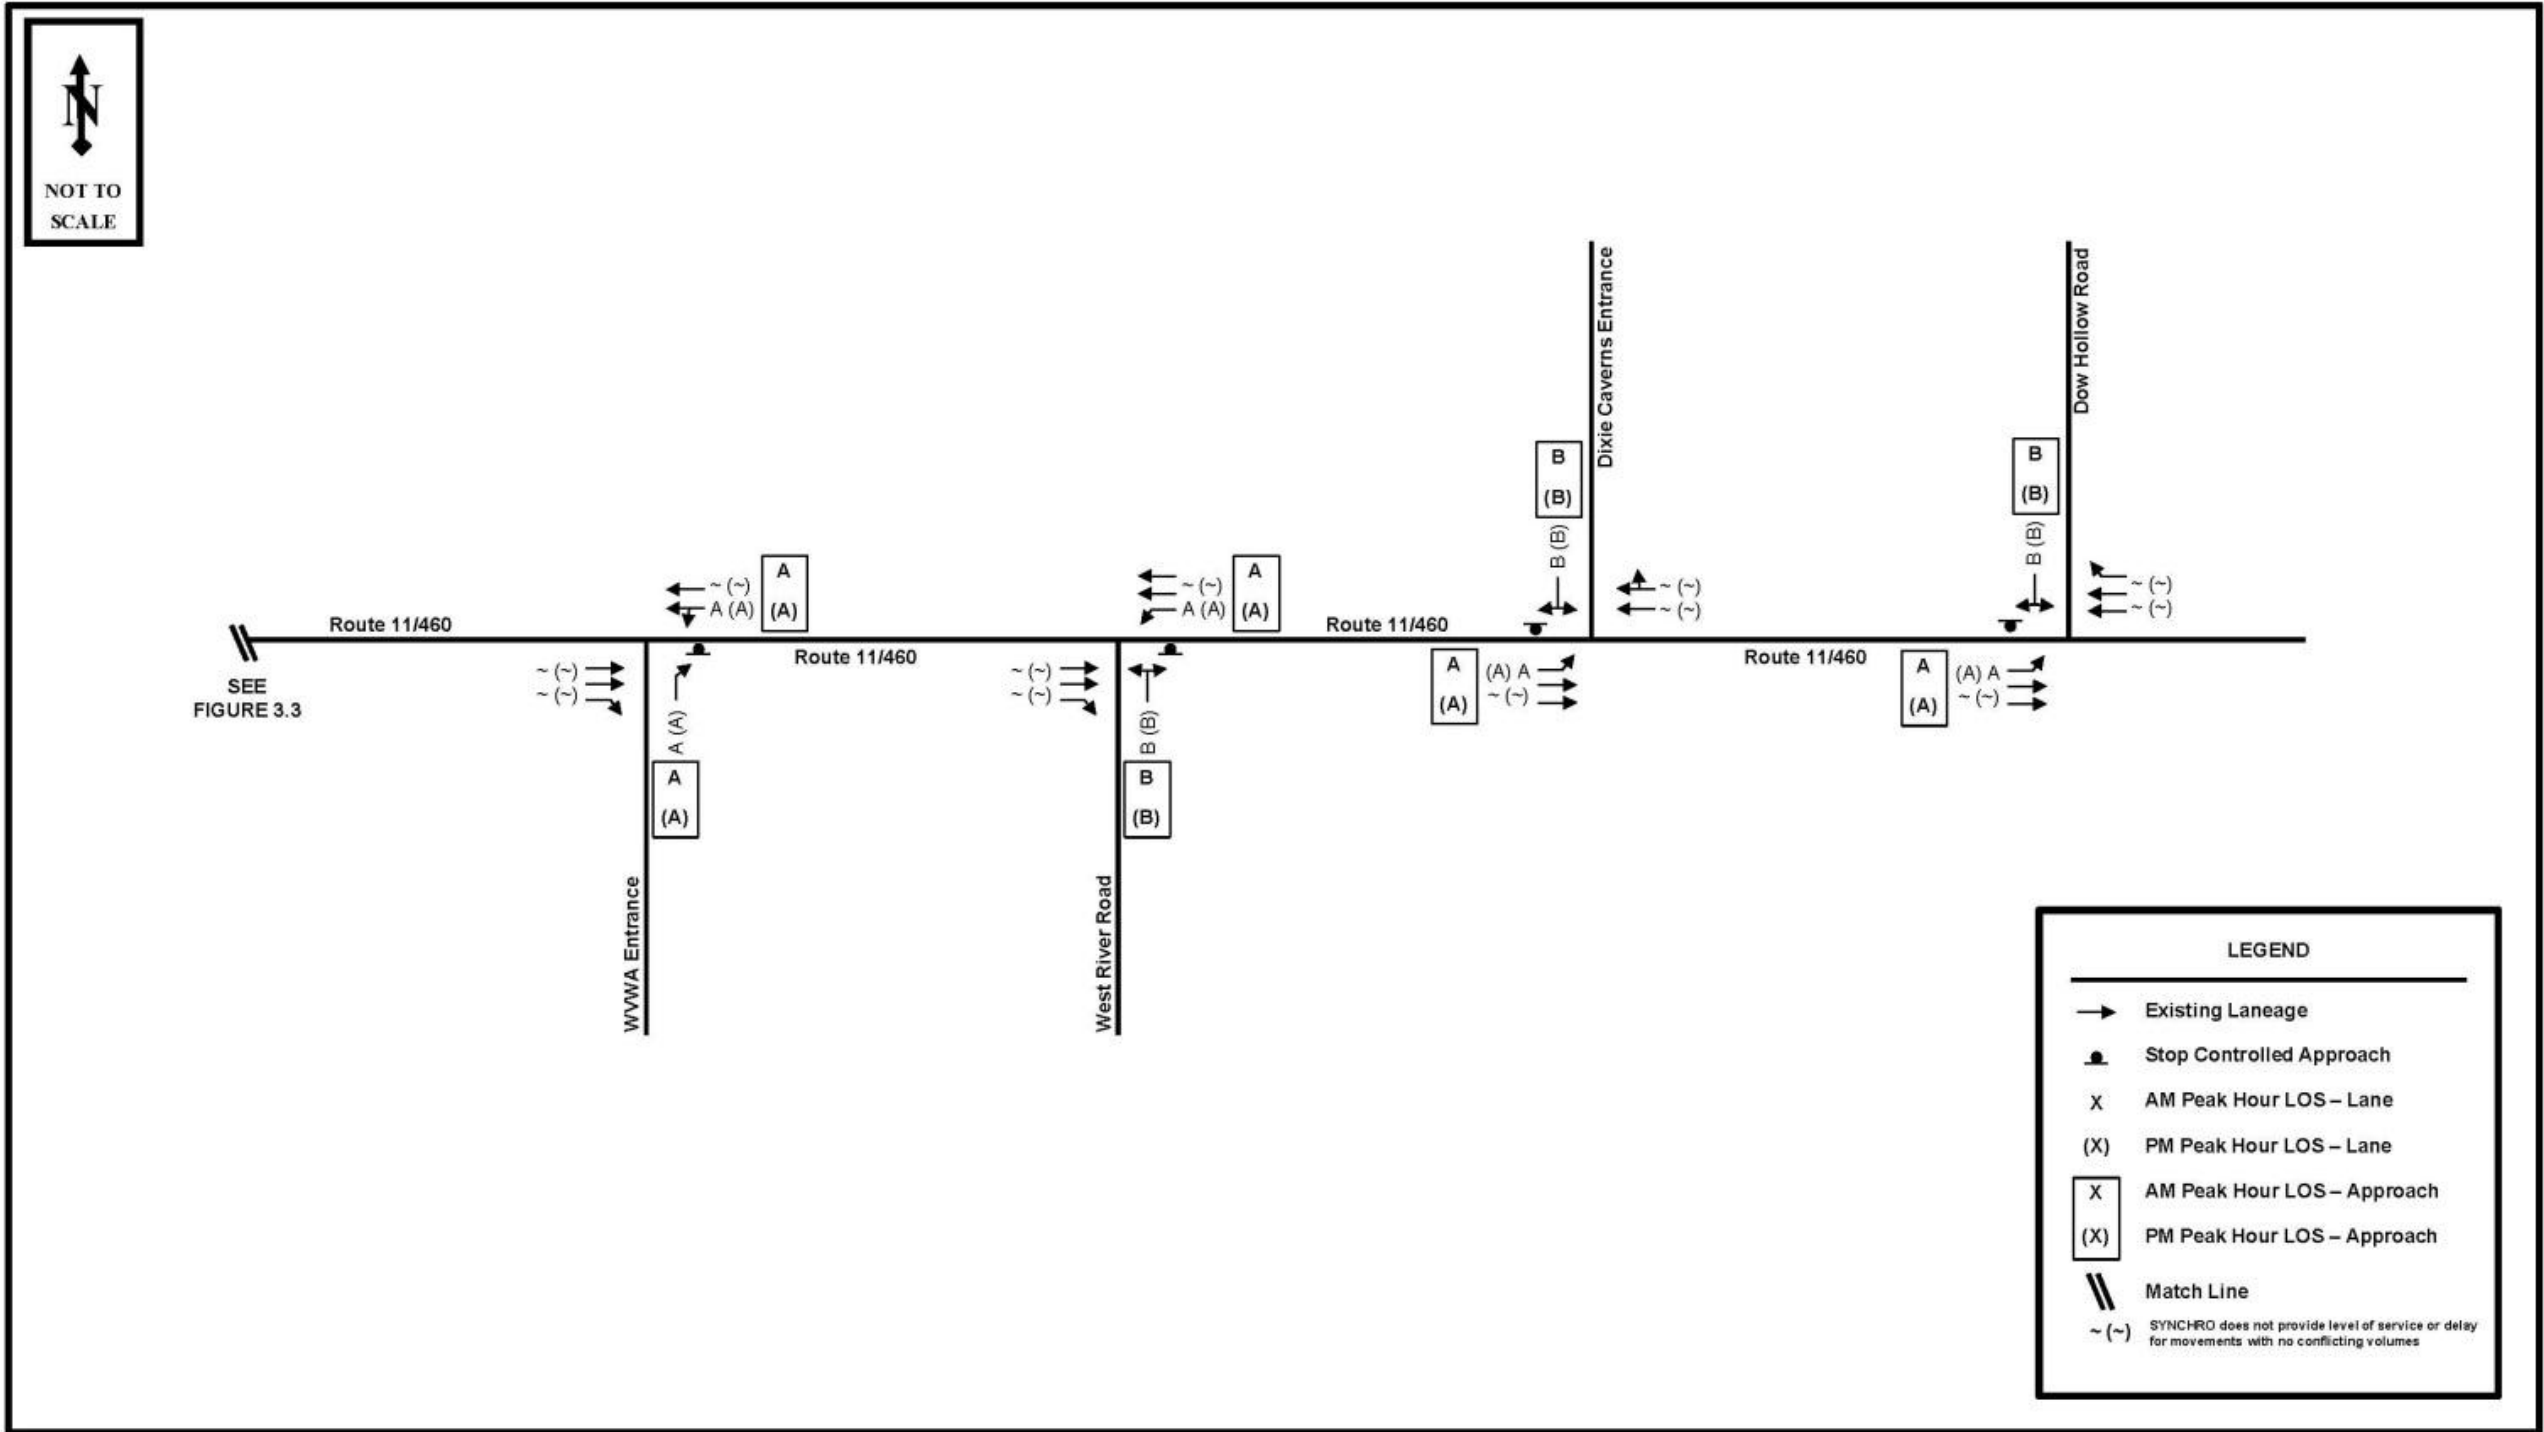 N
NOT TO
SCALE
Dixie Caverns Entrance
Dow Hollow Road
B
(B)
B (B)
B
(B)
B (B)
~ (~)
A (A)
A
(A)
~ (~)
A (A)
A
(A)
~ (~)
~ (~)
~ (~)
~ (~)
Route 11/460
Route 11/460
Route 11/460
Route 11/460
SEE
FIGURE 3.3
~ (~)
~ (~)
A (A)
A
(A)
~ (~)
~ (~)
B (B)
B
(B)
A
(A)
(A) A
~ (~)
A
(A)
(A) A
~ (~)
WVWA Entrance
West River Road
LEGEND
Existing Laneage
Stop Controlled Approach
X AM Peak Hour LOS – Lane
(X) PM Peak Hour LOS – Lane
X AM Peak Hour LOS – Approach
(X) PM Peak Hour LOS – Approach
Match Line
~ (~) SYNCHRO does not provide level of service or delay
for movements with no conflicting volumes